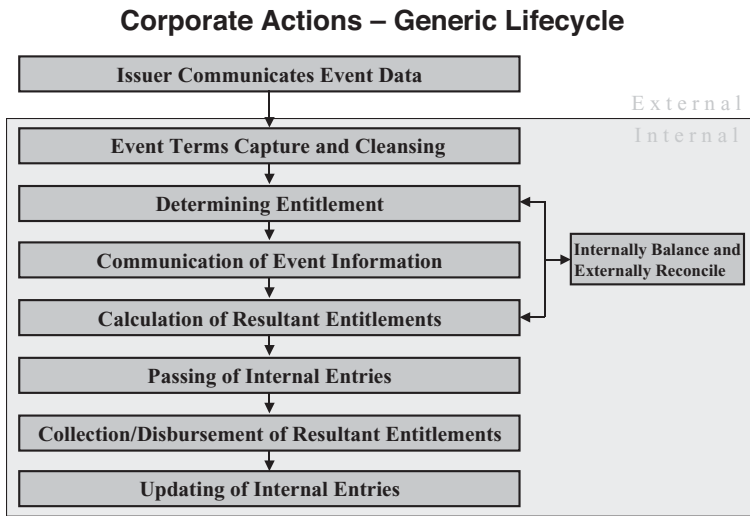 Corporate Actions – Generic Lifecycle
Issuer Communicates Event Data
External
Internal
Event Terms Capture and Cleansing
Determining Entitlement
Internally Balance and
Externally Reconcile
Communication of Event Information
Calculation of Resultant Entitlements
Passing of Internal Entries
Collection/Disbursement of Resultant Entitlements
Updating of Internal Entries